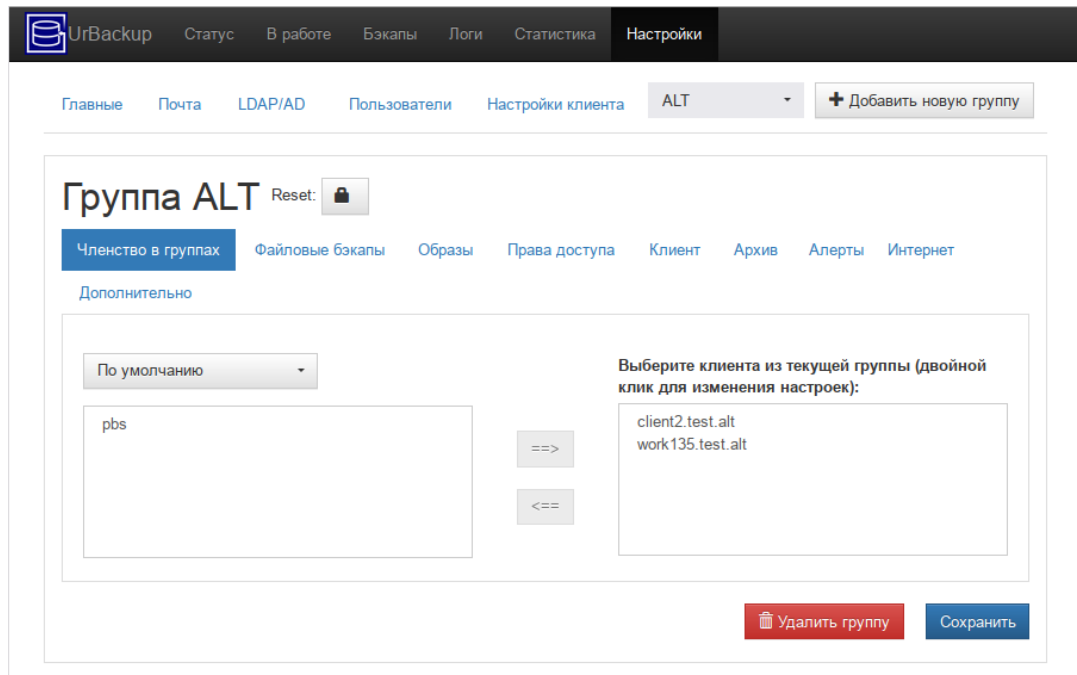 UrBackup Статус В работе Бэкапы Логи Статистика Настройки
Главные Почта LDAP/AD Пользователи Настройки клиента ALT Добавить новую группу
Группа ALT Reset:
Членство в группах Файловые бэкапы Образы Права доступа Клиент Архив Алерты Интернет
Дополнительно
По умолчанию
pbs
==>
<==
Выберите клиента из текущей группы (двойной
клик для изменения настроек):
client2.test.alt
work135.test.alt
Удалить группу Сохранить